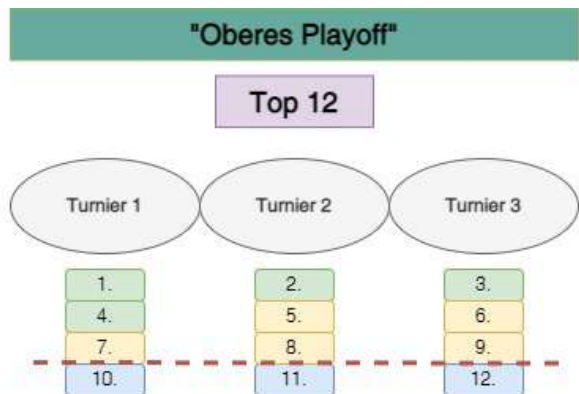 "Oberes Playoff"
Top 12
Turnier 1 Turnier 2 Turnier 3
1. 2. 3.
4. 5. 6.
7. 8. 9.
10. 11. 12.